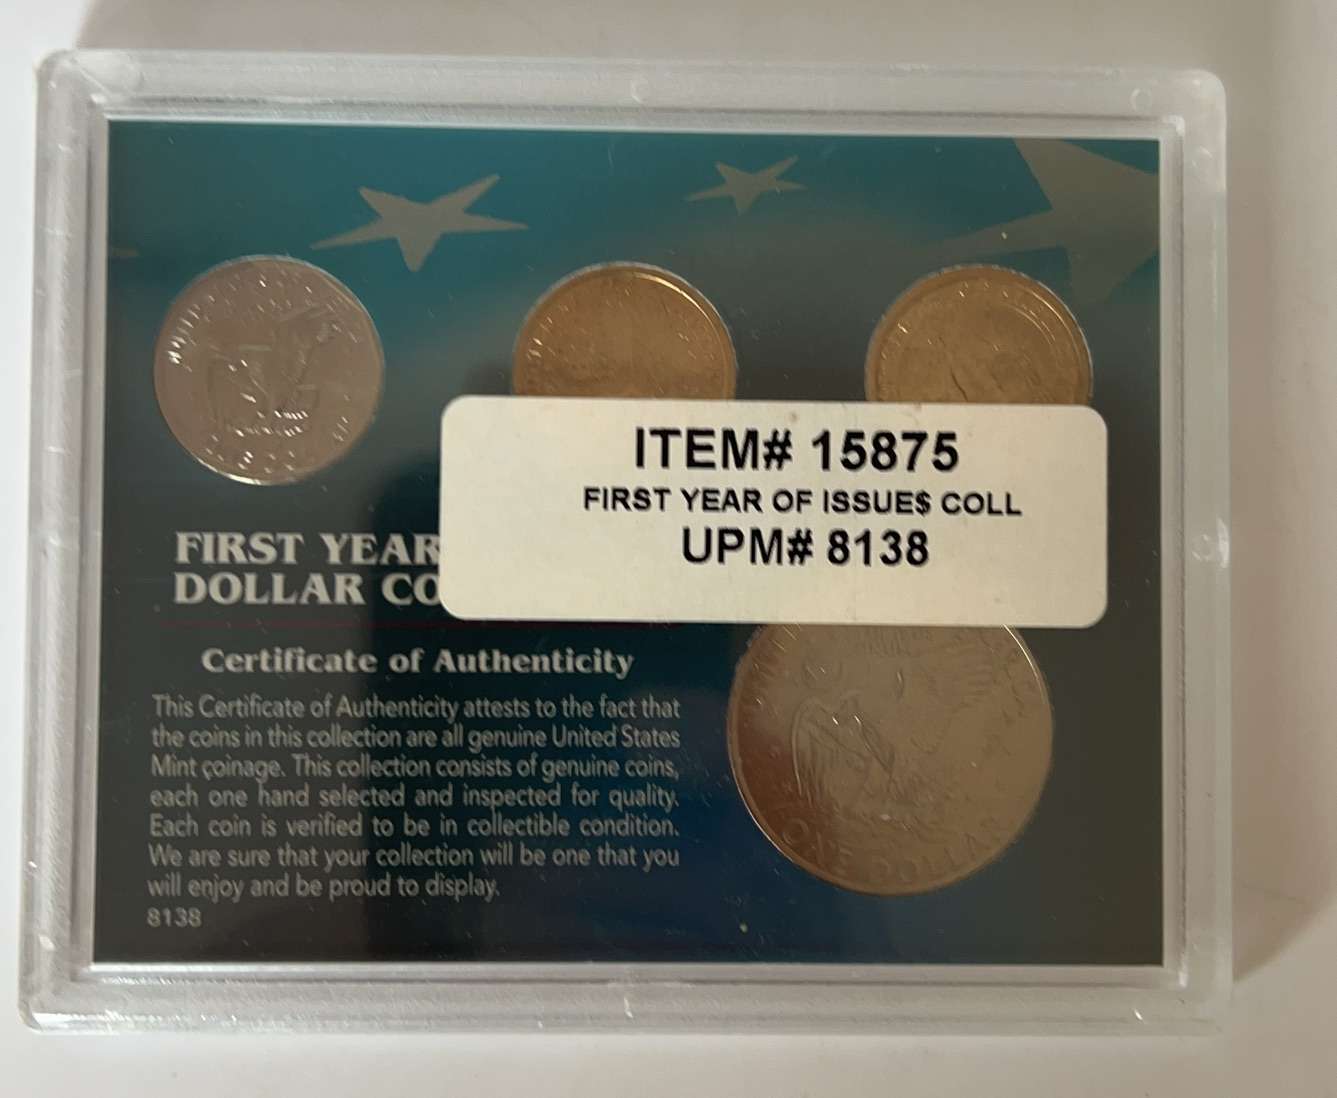 ITEM# 15875
FIRST YEAR OF ISSUE$ COLL
UPM# 8138
FIRST YEAR
DOLLAR CO
Certificate of Authenticity
This Certificate of Authenticity attests to the fact that
the coins in this collection are all genuine United States
Mint coinage. This collection consists of genuine coins,
each one hand selected and inspected for quality.
Each coin is verified to be in collectible condition.
We are sure that your collection will be one that you
will enjoy and be proud to display.
8138
ONE DOLLAR